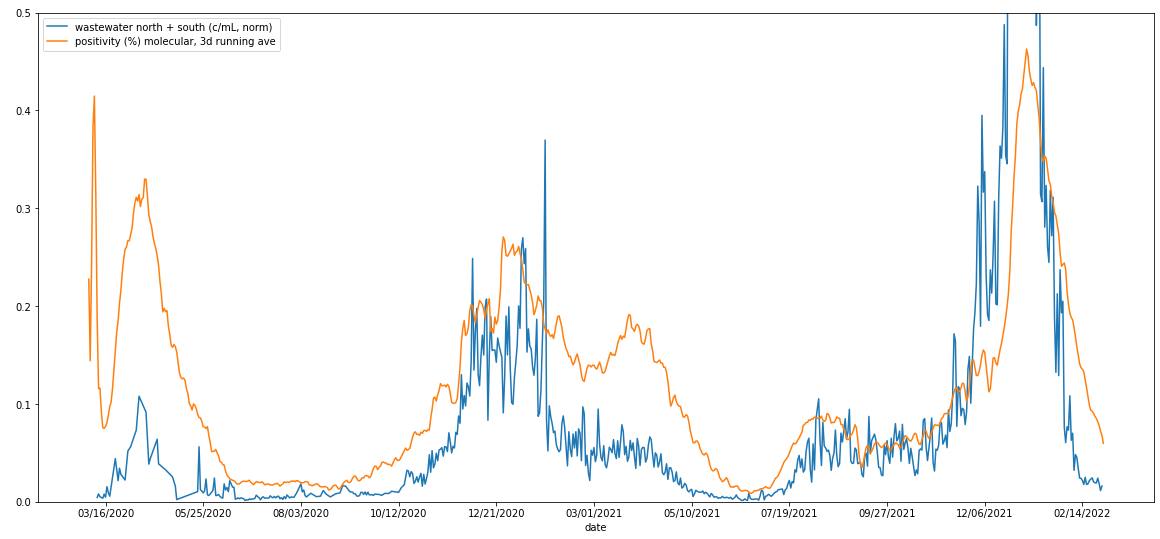 wastewater north + south (c/mL, norm)
positivity (%) molecular, 3d running ave
0.5
0.4
0.3
0.2
0.1
0.0
03/16/2020 05/25/2020 08/03/2020 10/12/2020 12/21/2020 03/01/2021 05/10/2021 07/19/2021 09/27/2021 12/06/2021 02/14/2022
date